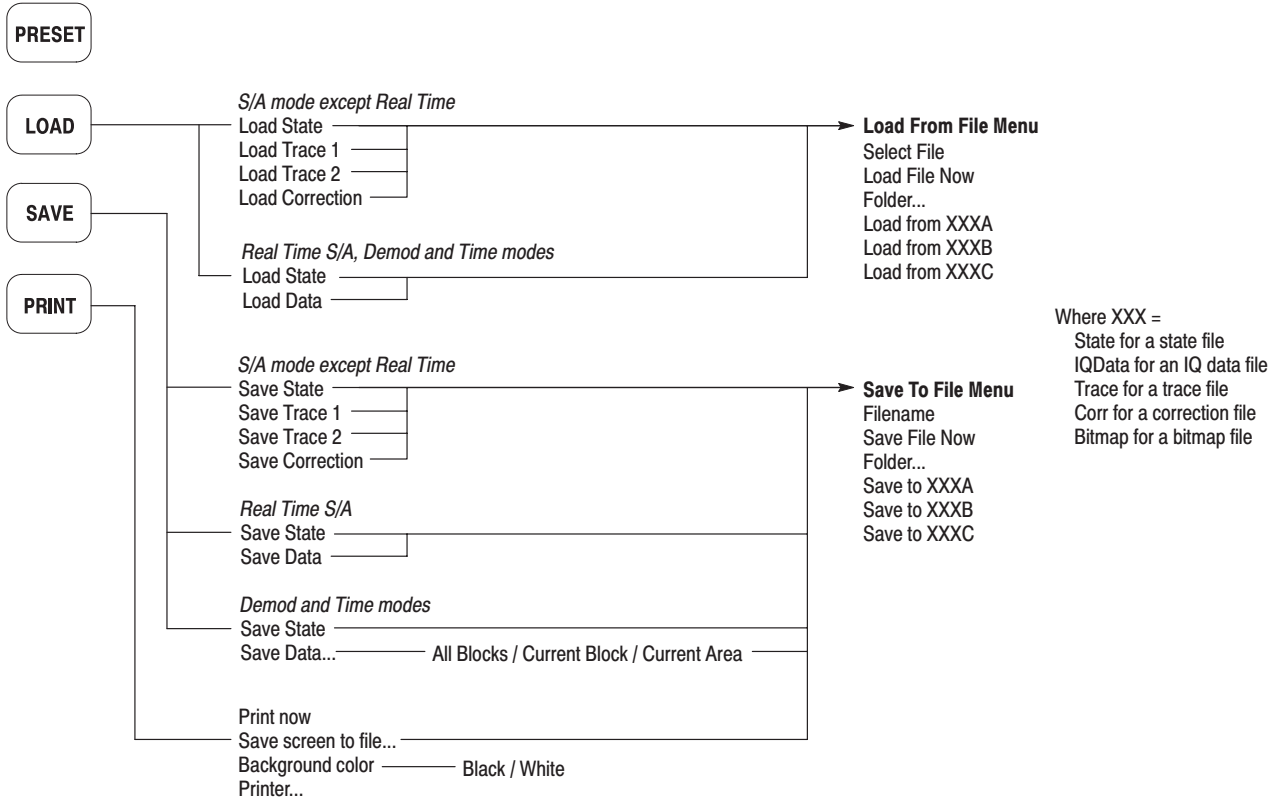 PRESET
LOAD
S/A mode except Real Time
Load State
Load Trace 1
Load Trace 2
Load Correction
Load From File Menu
Select File
Load File Now
Folder...
Load from XXXA
Load from XXXB
Load from XXXC
SAVE
Real Time S/A, Demod and Time modes
Load State
Load Data
PRINT
Where XXX =
State for a state file
IQData for an IQ data file
Trace for a trace file
Corr for a correction file
Bitmap for a bitmap file
S/A mode except Real Time
Save State
Save Trace 1
Save Trace 2
Save Correction
Save To File Menu
Filename
Save File Now
Folder...
Save to XXXA
Save to XXXB
Save to XXXC
Real Time S/A
Save State
Save Data
Demod and Time modes
Save State
Save Data... All Blocks / Current Block / Current Area
Print now
Save screen to file...
Background color Black / White
Printer...